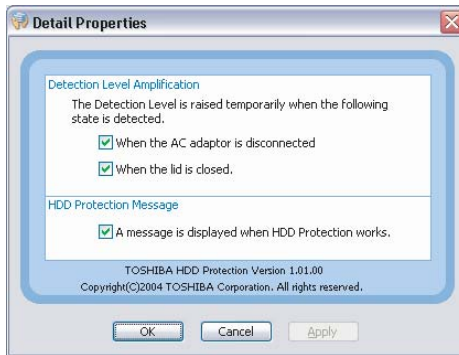 Detail Properties
Detection Level Amplification
The Detection Level is raised temporarily when the following
state is detected.
When the AC adaptor is disconnected
When the lid is closed.
HDD Protection Message
A message is displayed when HDD Protection works.
TOSHIBA HDD Protection Version 1.01.00
Copyright(C)2004 TOSHIBA Corporation. All rights reserved.
OK
Cancel
Apply